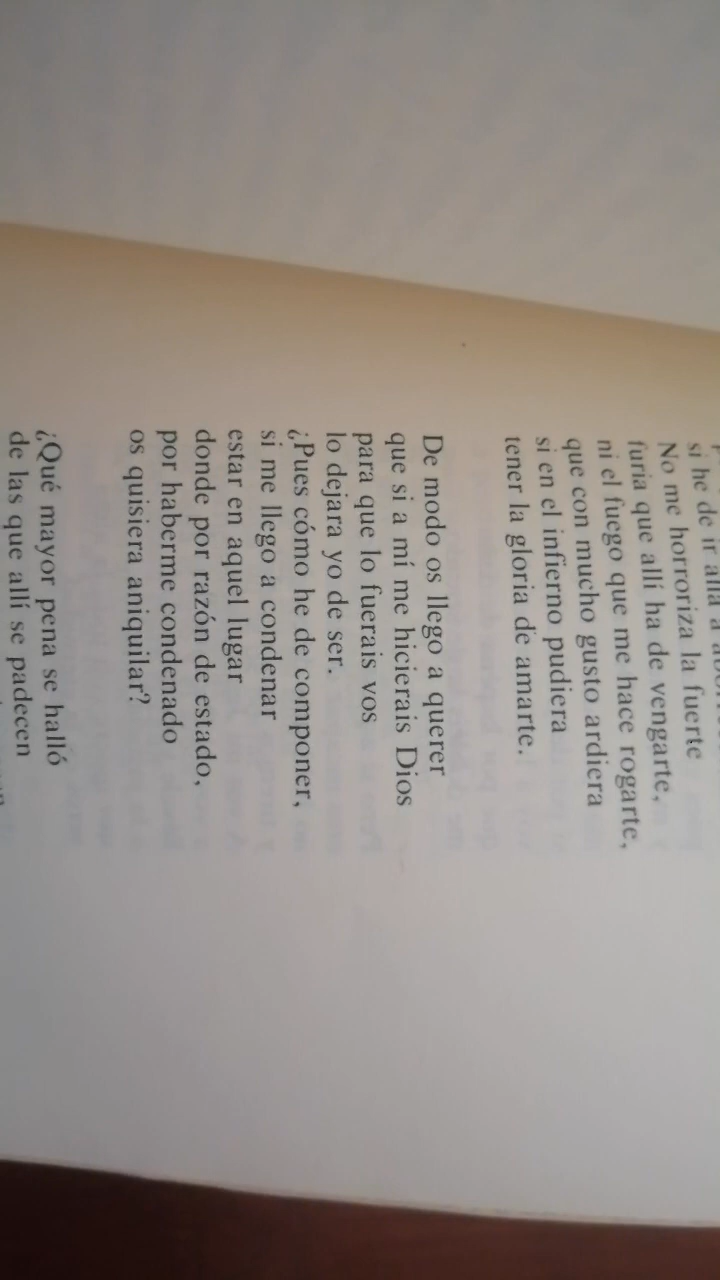 si he de ir allá a
No me horroriza la fuerte
furia que allí ha de vengarte,
ni el fuego que me hace rogarte,
que con mucho gusto ardiera
si en el infierno pudiera
tener la gloria de amarte.
De modo os llego a querer
que si a mí me hicierais Dios
para que lo fuerais vos
lo dejara yo de ser.
¿Pues cómo he de componer,
si me llego a condenar
estar en aquel lugar
donde por razón de estado,
por haberme condenado
os quisiera aniquilar?
¿Qué mayor pena se halló
de las que allí se padecen